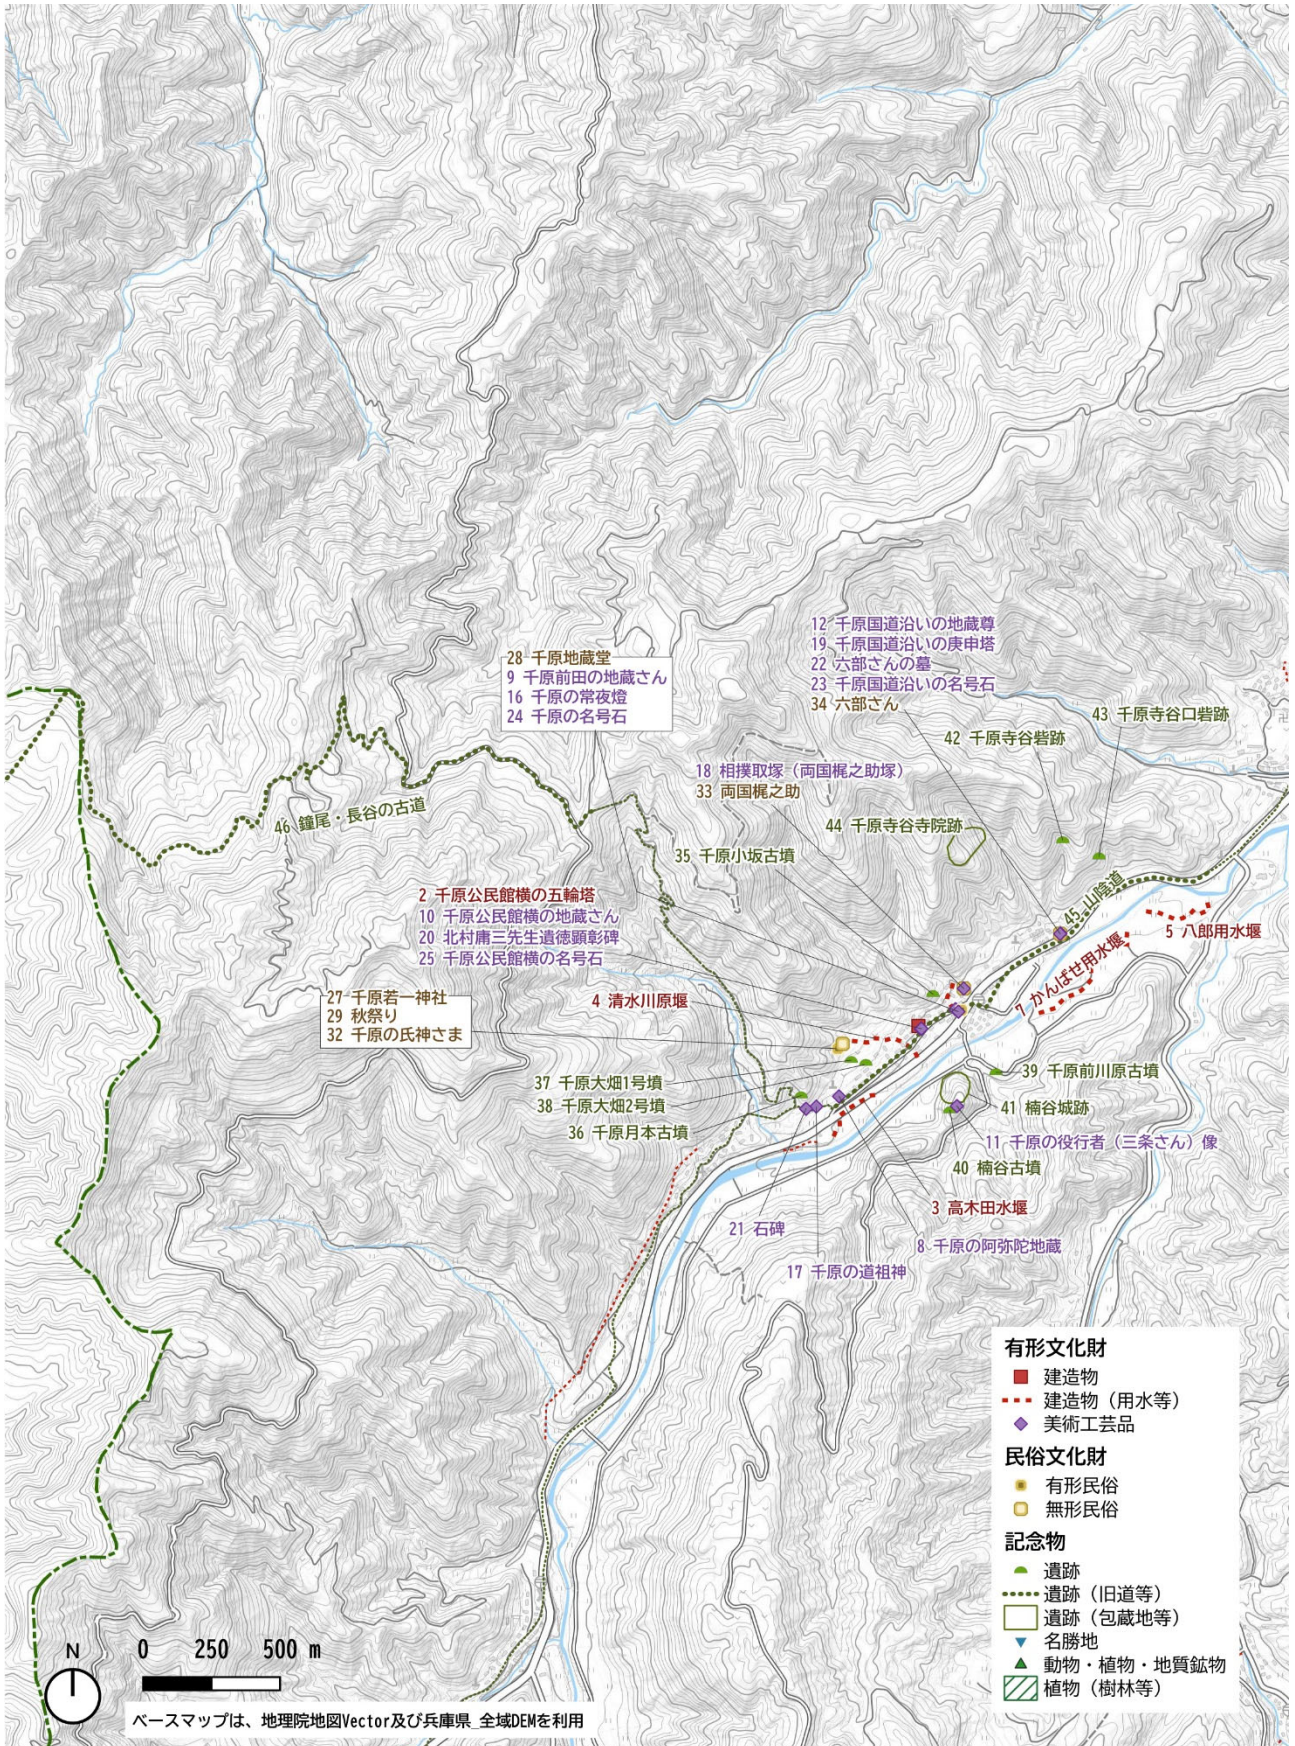 12 千原国道沿いの地蔵尊
19 千原国道沿いの庚申塔
22 六部さんの墓
23 千原国道沿いの名号石
34 六部さん
28 千原地蔵堂
9 千原前田の地蔵さん
16 千原の常夜燈
24 千原の名号石
43 千原寺谷口砦跡
42 千原寺谷砦跡
18 相撲取塚（両国梶之助塚）
33 両国梶之助
46 鐘尾・長谷の古道
44 千原寺谷寺院跡
35 千原小坂古墳
45 山陰道
2 千原公民館横の五輪塔
10 千原公民館横の地蔵さん
20 北村庸三先生遺徳顕彰碑
25 千原公民館横の名号石
5 八郎用水堰
7 かんばせ用水堰
27 千原若一神社
29 秋祭り
32 千原の氏神さま
4 清水川原堰
37 千原大畑1号墳
38 千原大畑2号墳
36 千原月本古墳
39 千原前川原古墳
41 楠谷城跡
11 千原の役行者（三条さん）像
40 楠谷古墳
3 高木田水堰
21 石碑
8 千原の阿弥陀地蔵
17 千原の道祖神
有形文化財
建造物
建造物（用水等）
美術工芸品
民俗文化財
有形民俗
無形民俗
記念物
遺跡
遺跡（旧道等）
遺跡（包蔵地等）
名勝地
動物・植物・地質鉱物
植物（樹林等）
N
0 250 500 m
ベースマップは、地理院地図Vector及び兵庫県_全域DEMを利用